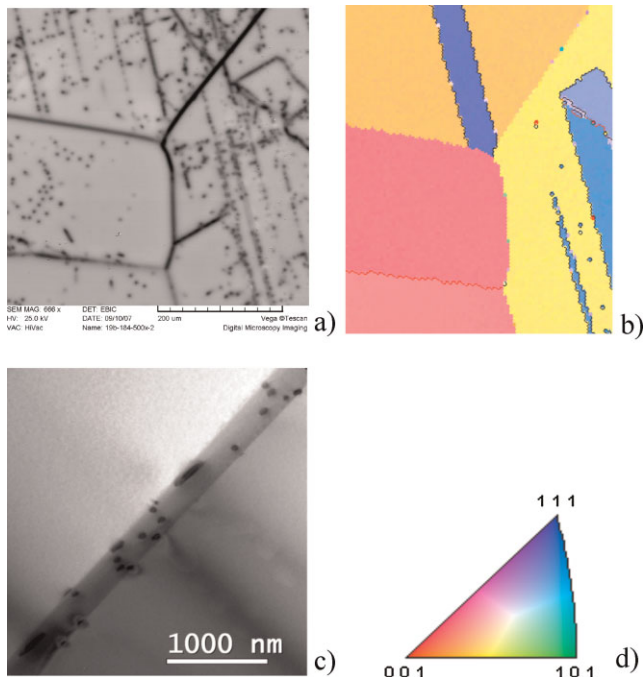 SEM MAG: 666 x DET: EBIC
HV: 25.0 kV DATE: 09/10/07 200 um Vega ©Tescan
VAC: HiVac Name: 19b-184-500x-2 Digital Microscopy Imaging
a)
b)
1000 nm
c)
1 1 1
0 0 1
1 0 1
d)